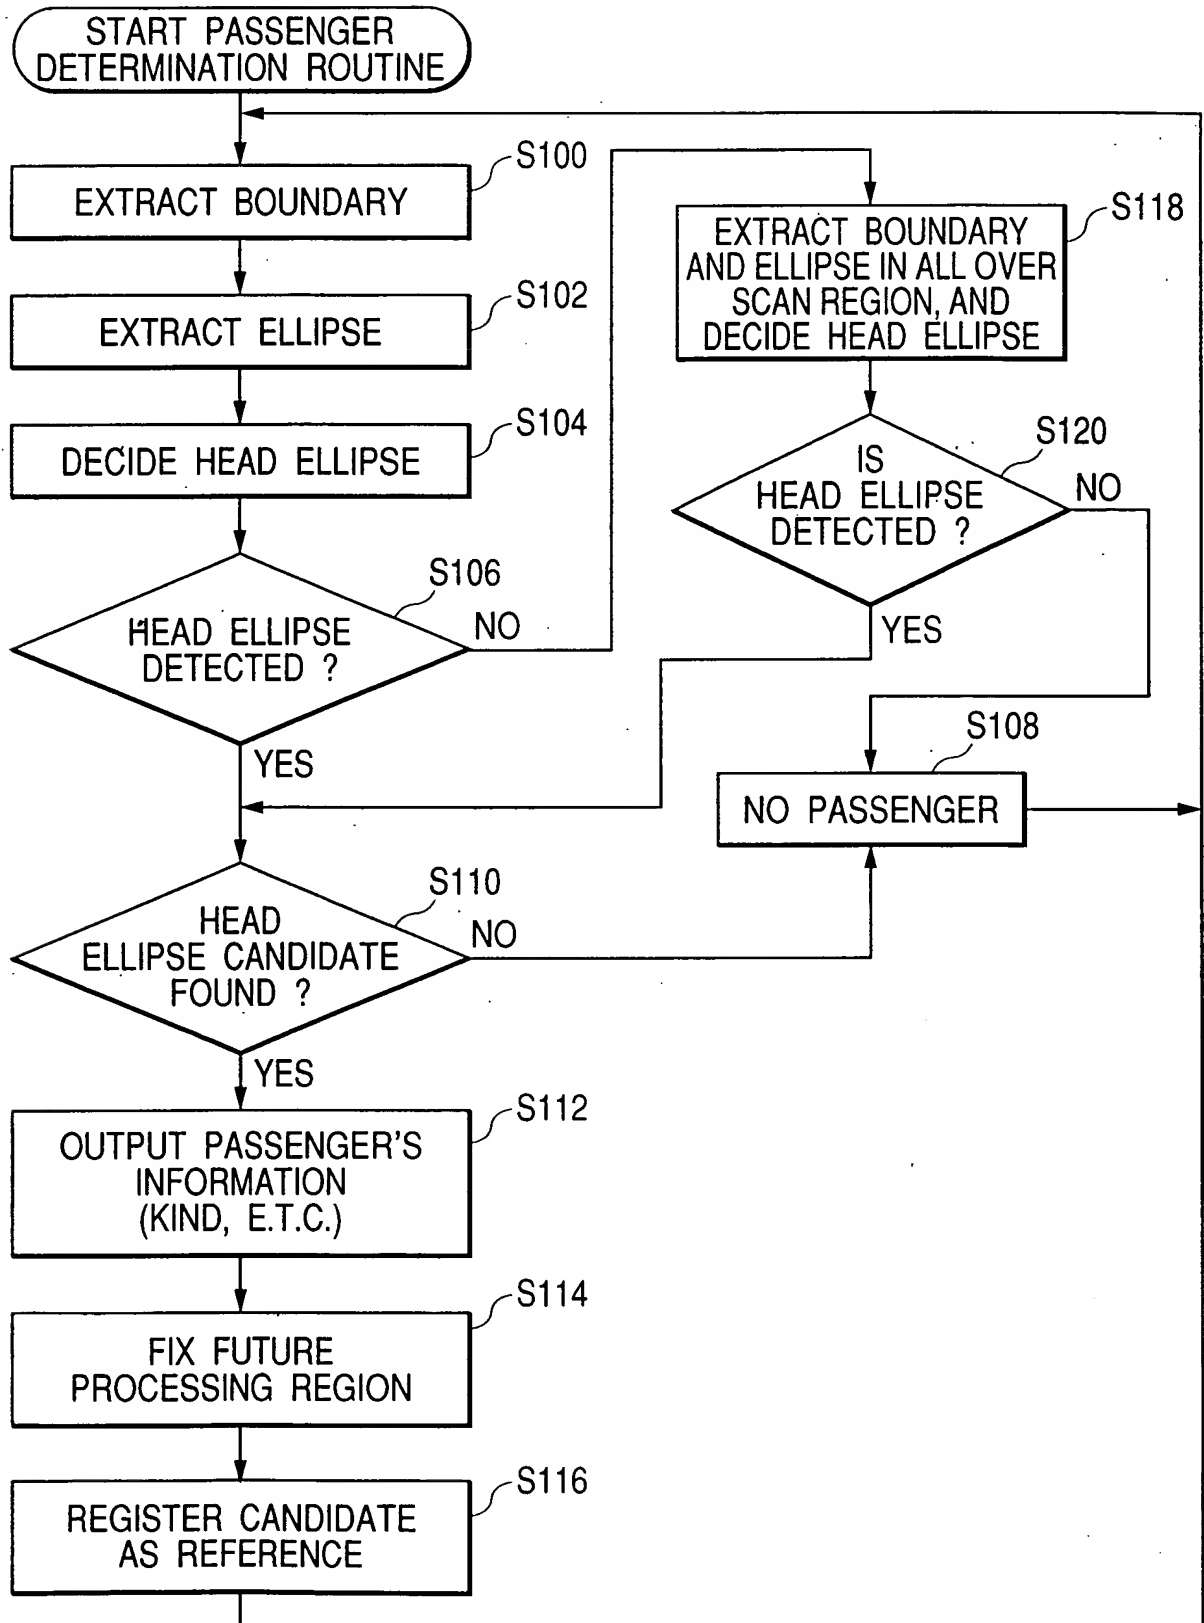 START PASSENGER
DETERMINATION ROUTINE
S100
EXTRACT BOUNDARY
S102
EXTRACT ELLIPSE
S104
DECIDE HEAD ELLIPSE
S106
HEAD ELLIPSE
DETECTED ?
NO
YES
S118
EXTRACT BOUNDARY
AND ELLIPSE IN ALL OVER
SCAN REGION, AND
DECIDE HEAD ELLIPSE
S120
IS
HEAD ELLIPSE
DETECTED ?
NO
YES
S108
NO PASSENGER
S110
HEAD
ELLIPSE CANDIDATE
FOUND ?
NO
YES
S112
OUTPUT PASSENGER'S
INFORMATION
(KIND, E.T.C.)
S114
FIX FUTURE
PROCESSING REGION
S116
REGISTER CANDIDATE
AS REFERENCE